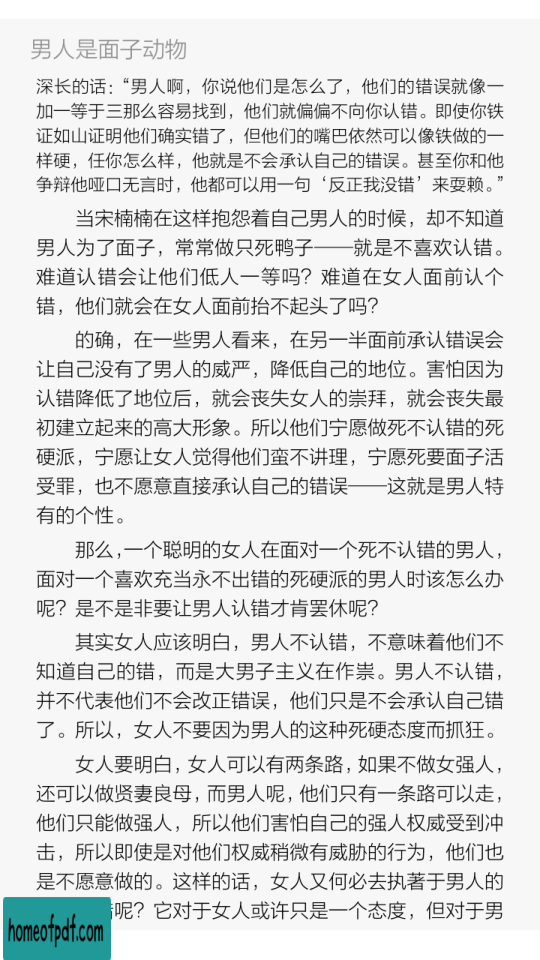 男人是面子动物
深长的话：“男人啊，你说他们是怎么了，他们的错误就像一
加一等于三那么容易找到，他们就偏偏不向你认错。即使你铁
证如山证明他们确实错了，但他们的嘴巴依然可以像铁做的一
样硬，任你怎么样，他就是不会承认自己的错误。甚至你和他
争辩他哑口无言时，他都可以用一句‘反正我没错’来耍赖。”
当宋楠楠在这样抱怨着自己男人的时候，却不知道
男人为了面子，常常做只死鸭子——就是不喜欢认错。
难道认错会让他们低人一等吗？难道在女人面前认个
错，他们就会在女人面前抬不起头了吗？
的确，在一些男人看来，在另一半面前承认错误会
让自己没有了男人的威严，降低自己的地位。害怕因为
认错降低了地位后，就会丧失女人的崇拜，就会丧失最
初建立起来的高大形象。所以他们宁愿做死不认错的死
硬派，宁愿让女人觉得他们蛮不讲理，宁愿死要面子活
受罪，也不愿意直接承认自己的错误——这就是男人特
有的个性。
那么，一个聪明的女人在面对一个死不认错的男人，
面对一个喜欢充当永不出错的死硬派的男人时该怎么办
呢？是不是非要让男人认错才肯罢休呢？
其实女人应该明白，男人不认错，不意味着他们不
知道自己的错，而是大男子主义在作祟。男人不认错，
并不代表他们不会改正错误，他们只是不会承认自己错
了。所以，女人不要因为男人的这种死硬态度而抓狂。
女人要明白，女人可以有两条路，如果不做女强人，
还可以做贤妻良母，而男人呢，他们只有一条路可以走，
他们只能做强人，所以他们害怕自己的强人权威受到冲
击，所以即使是对他们权威稍微有威胁的行为，他们也
是不愿意做的。这样的话，女人又何必去执著于男人的
呢？它对于女人或许只是一个态度，但对于男
homeofpdf.com